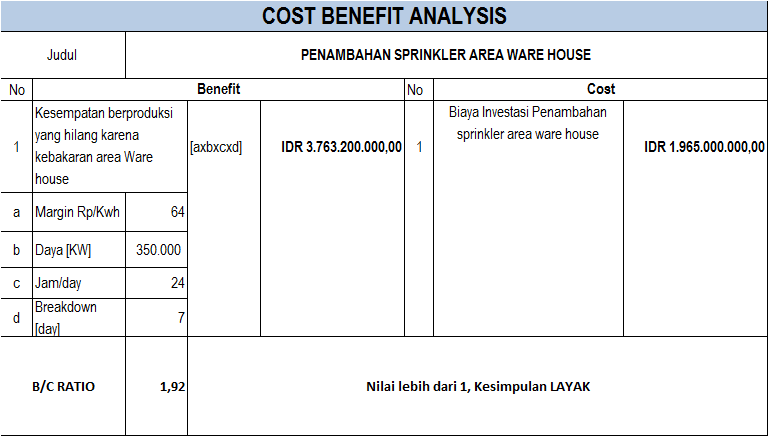 COST BENEFIT ANALYSIS
Judul
PENAMBAHAN SPRINKLER AREA WARE HOUSE
No
Benefit
No
Cost
1
Kesempatan berproduksi
yang hilang karena
kebakaran area Ware
house
[axbxcxd]
IDR 3.763.200.000,00
1
Biaya Investasi Penambahan
sprinkler area ware house
IDR 1.965.000.000,00
a
Margin Rp/Kwh
64
b
Daya [KW]
350.000
c
Jam/day
24
d
Breakdown
[day]
7
B/C RATIO
1,92
Nilai lebih dari 1, Kesimpulan LAYAK